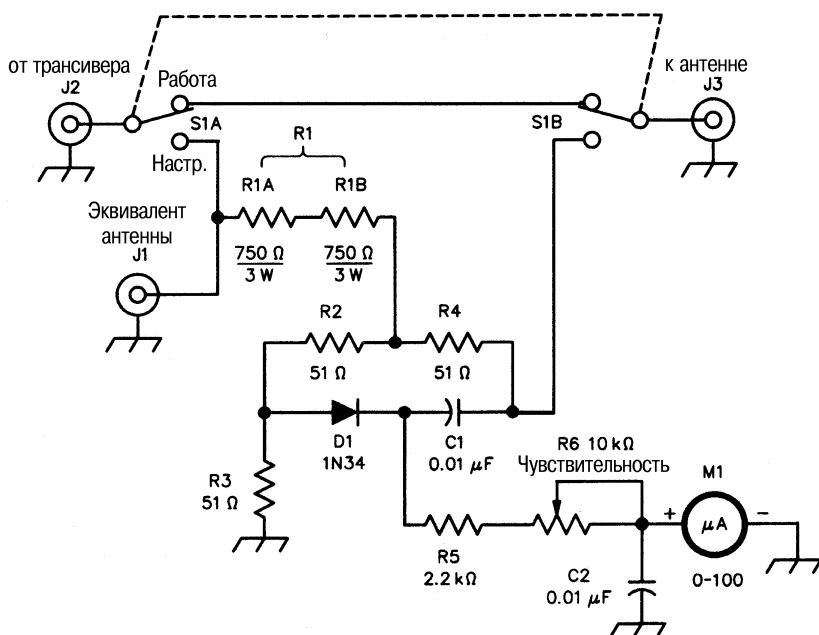 от трансивера
J2
Работа
S1A
Настр.
к антенне
J3
S1B
R1
R1A
R1B
750 Ω
3 W
750 Ω
3 W
Эквивалент
антенны
J1
R2
51 Ω
R4
51 Ω
D1
1N34
C1
0.01 μF
R3
51 Ω
R6 10 kΩ
Чувствительность
R5
2.2 kΩ
C2
0.01 μF
M1
+
μA
−
0-100